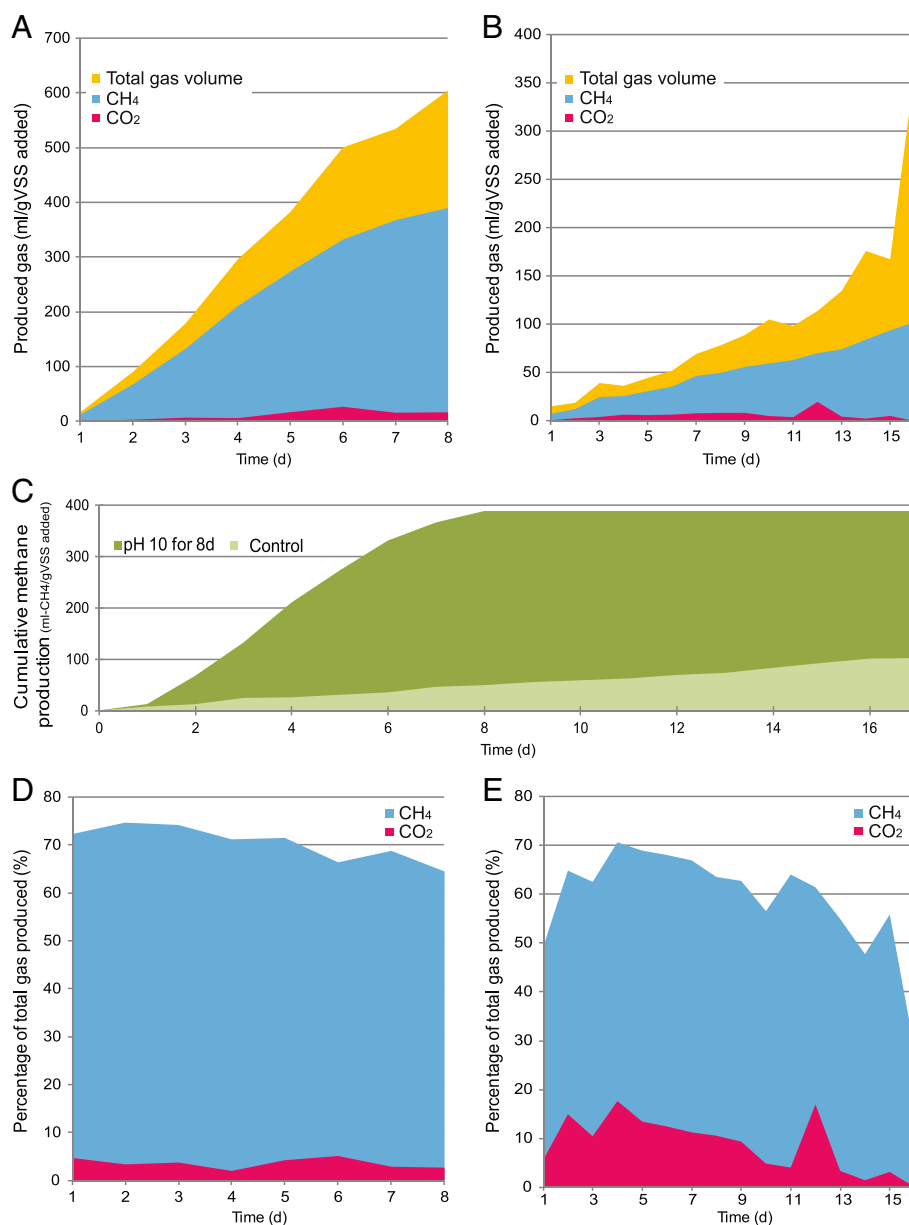 A
700
600
500
400
300
200
100
0
Produced gas (ml/gVSS added)
Total gas volume
CH4
CO2
1 2 3 4 5 6 7 8
Time (d)
B
400
350
300
250
200
150
100
50
0
Produced gas (ml/gVSS added)
Total gas volume
CH4
CO2
1 3 5 7 9 11 13 15
Time (d)
C
400
300
200
100
0
Cumulative methane
production (ml-CH4/gVSS added)
pH 10 for 8d Control
0 2 4 6 8 10 12 14 16
Time (d)
D
80
70
60
50
40
30
20
10
0
Percentage of total gas produced (%)
CH4
CO2
1 2 3 4 5 6 7 8
Time (d)
E
80
70
60
50
40
30
20
10
0
Percentage of total gas produced (%)
CH4
CO2
1 3 5 7 9 11 13 15
Time (d)